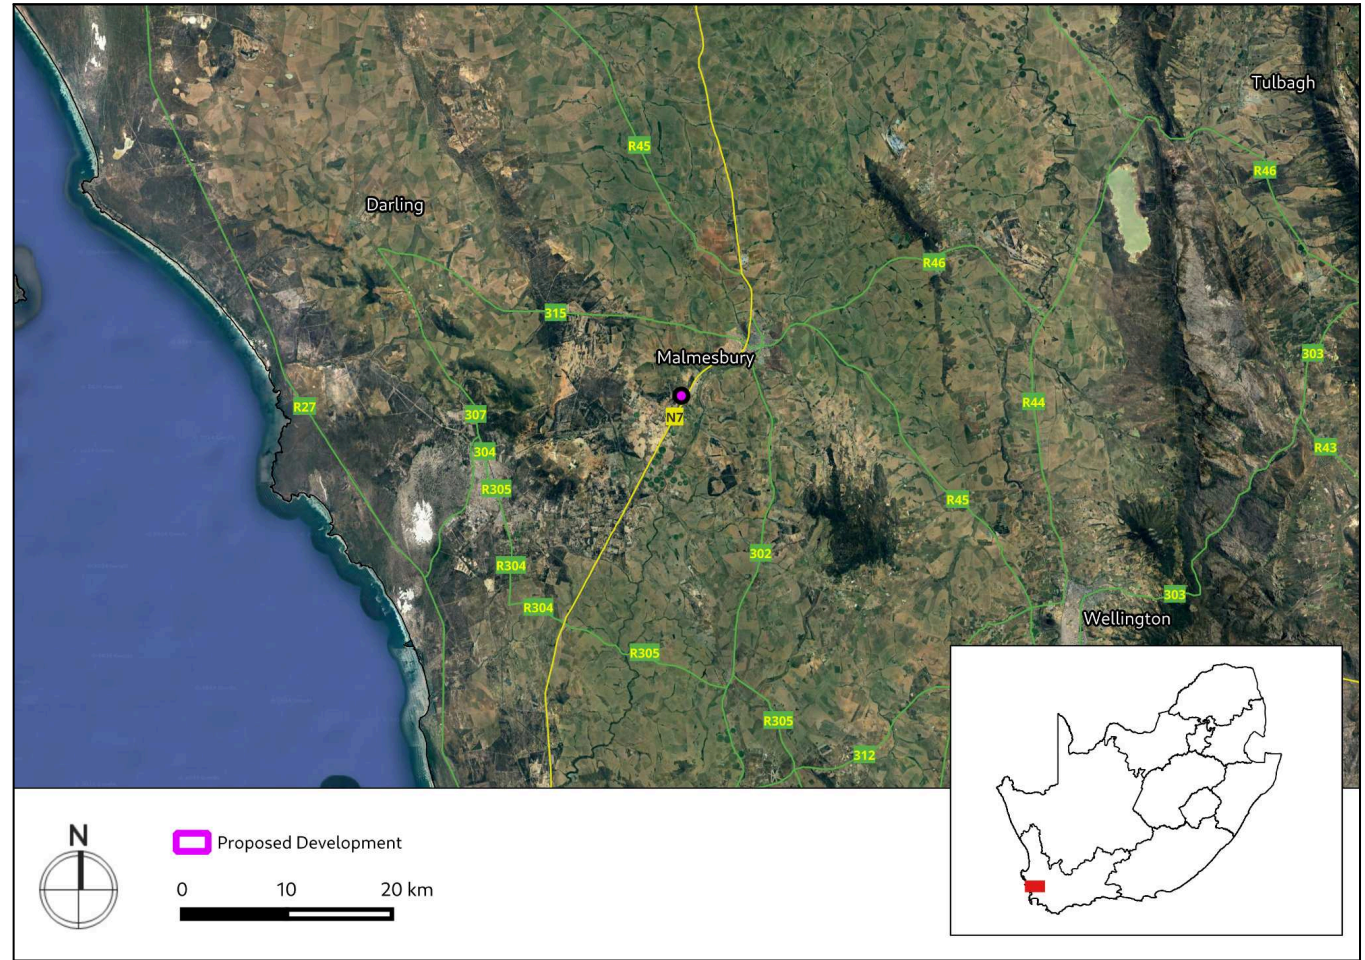 Tulbagh
R45
R46
Darling
R46
315
Malmesbury
303
R27
307
N7
R44
304
R43
R305
R45
302
R304
303
R304
Wellington
R305
R305
312
N
Proposed Development
0 10 20 km